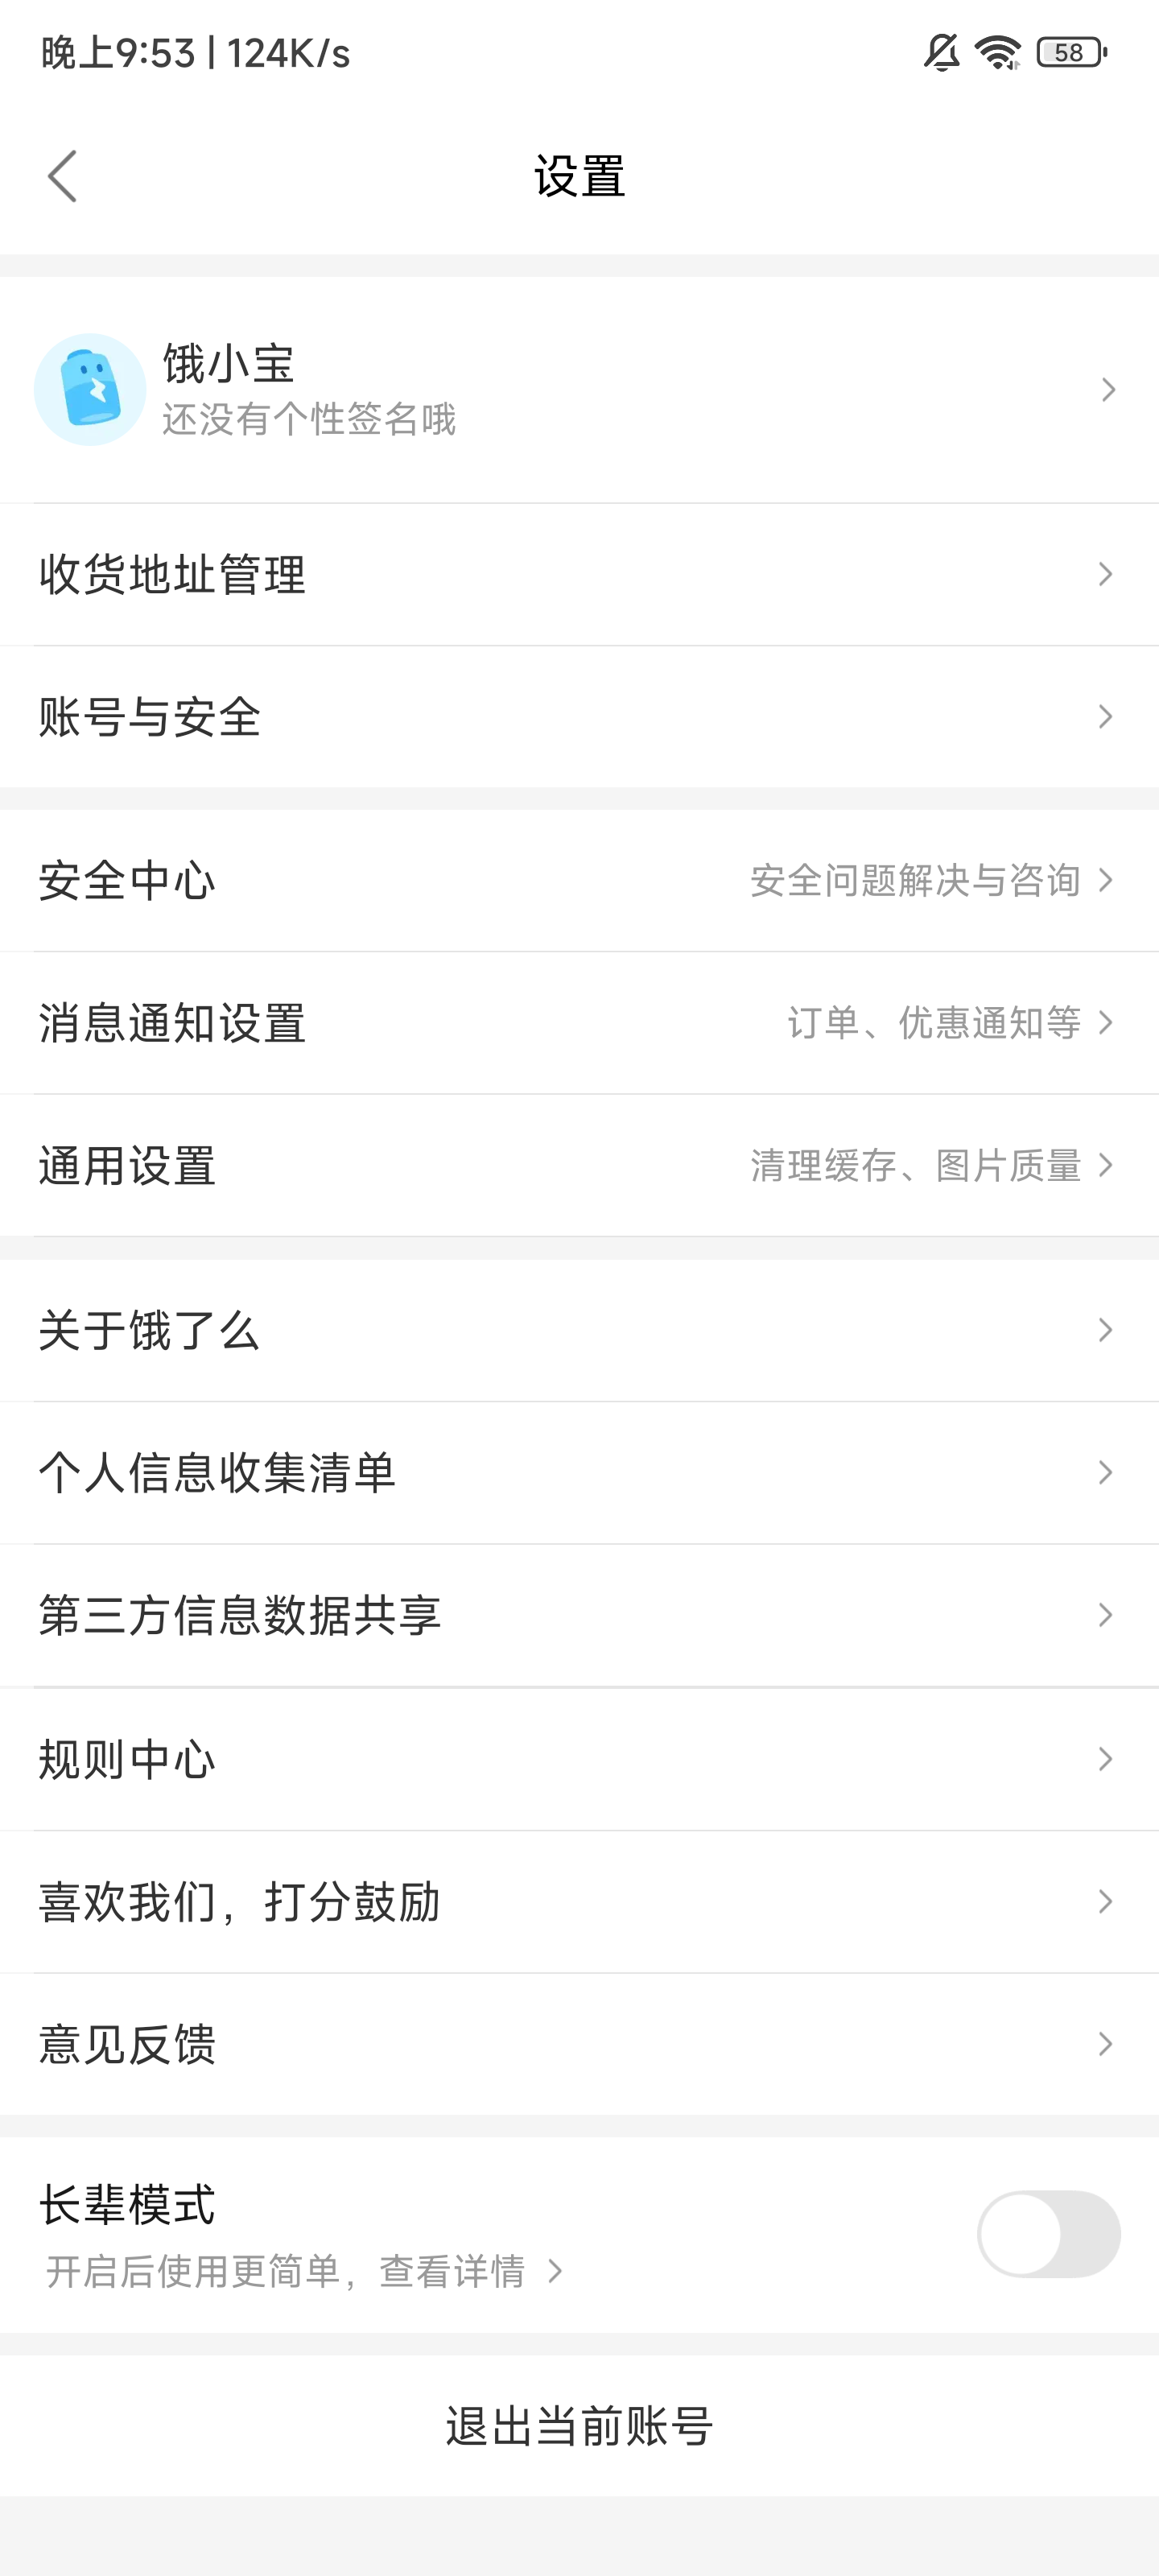 晚上9:53 | 124K/s
58
设置
饿小宝
还没有个性签名哦
收货地址管理
账号与安全
安全中心 安全问题解决与咨询
消息通知设置 订单、优惠通知等
通用设置 清理缓存、图片质量
关于饿了么
个人信息收集清单
第三方信息数据共享
规则中心
喜欢我们，打分鼓励
意见反馈
长辈模式
开启后使用更简单，查看详情
退出当前账号